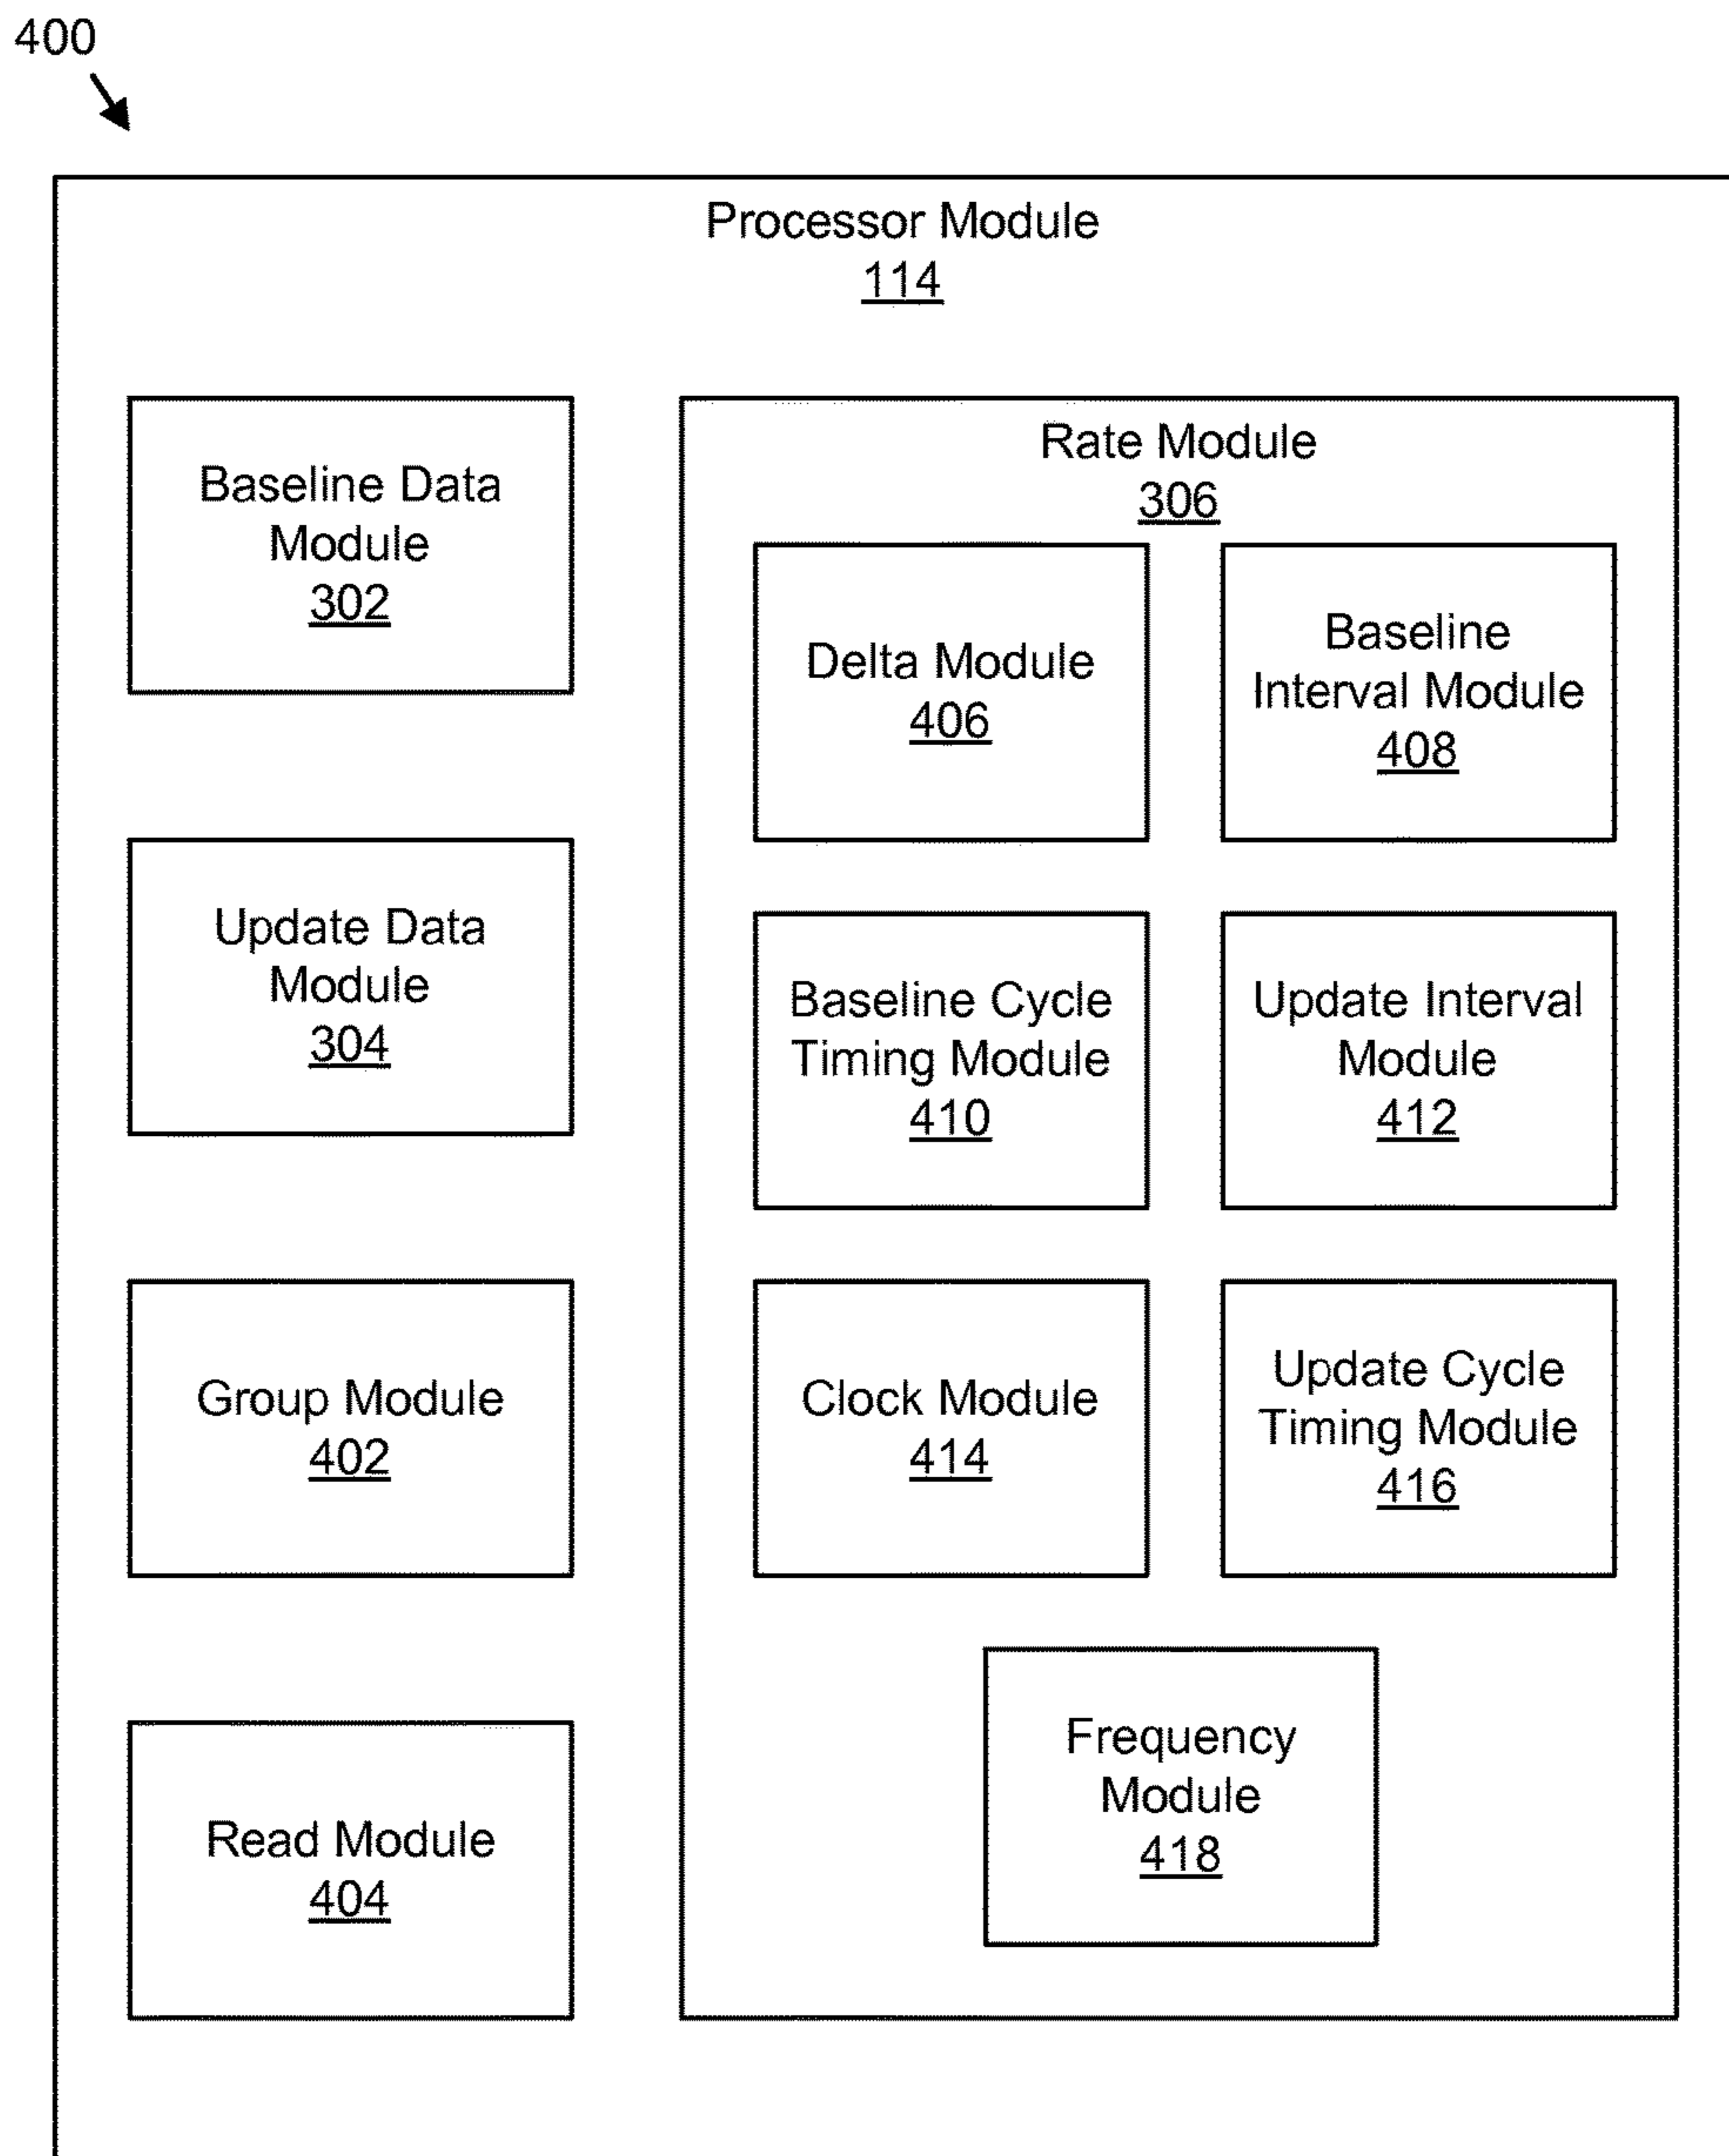 400
Processor Module
114
Baseline Data
Module
302
Update Data
Module
304
Group Module
402
Read Module
404
Rate Module
306
Delta Module
406
Baseline
Interval Module
408
Baseline Cycle
Timing Module
410
Update Interval
Module
412
Clock Module
414
Update Cycle
Timing Module
416
Frequency
Module
418